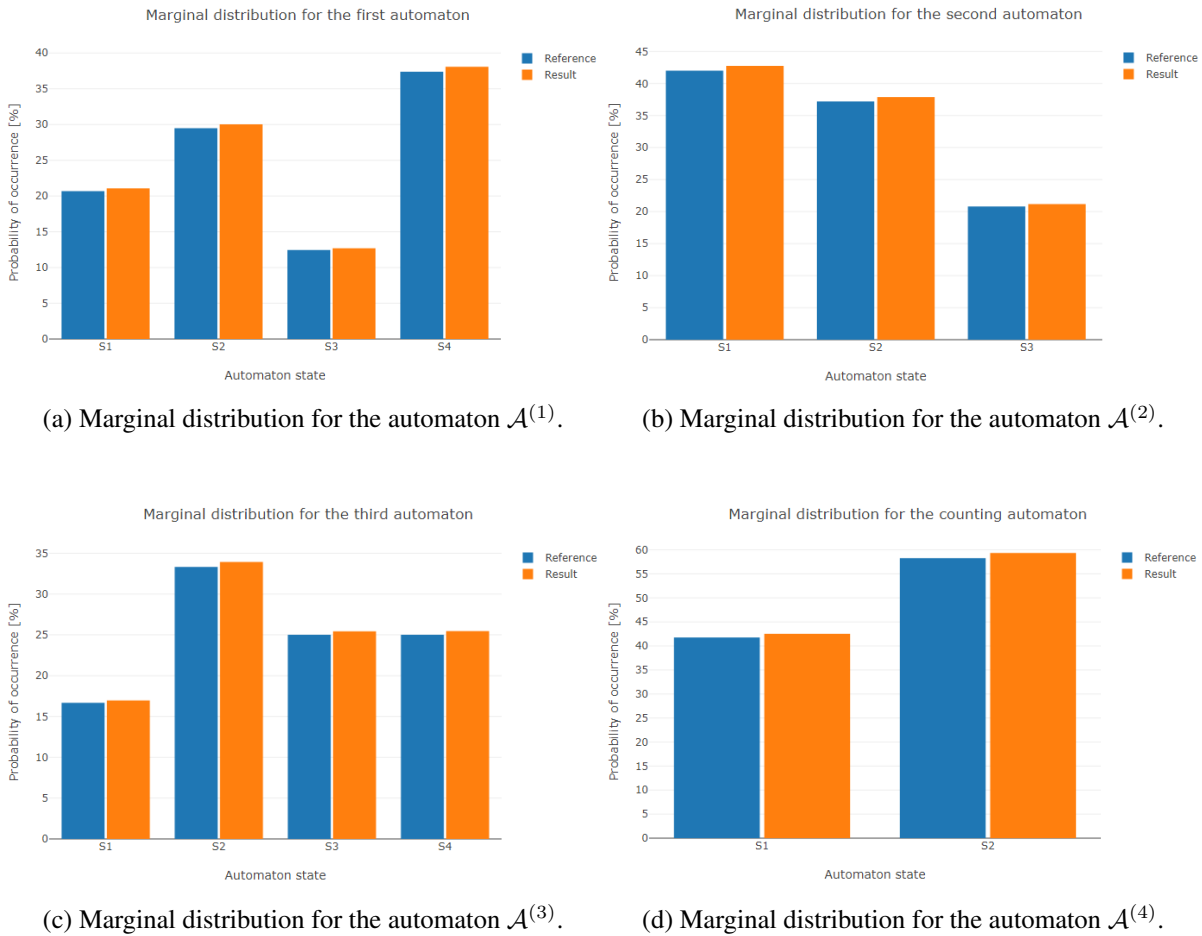 Marginal distribution for the first automaton
Probability of occurrence [%]
40
35
30
25
20
15
10
5
0
S1 S2 S3 S4
Automaton state
Reference
Result
(a) Marginal distribution for the automaton A^(1).
Marginal distribution for the second automaton
Probability of occurrence [%]
45
40
35
30
25
20
15
10
5
0
S1 S2 S3
Automaton state
Reference
Result
(b) Marginal distribution for the automaton A^(2).
Marginal distribution for the third automaton
Probability of occurrence [%]
35
30
25
20
15
10
5
0
S1 S2 S3 S4
Automaton state
Reference
Result
(c) Marginal distribution for the automaton A^(3).
Marginal distribution for the counting automaton
Probability of occurrence [%]
60
55
50
45
40
35
30
25
20
15
10
5
0
S1 S2
Automaton state
Reference
Result
(d) Marginal distribution for the automaton A^(4).